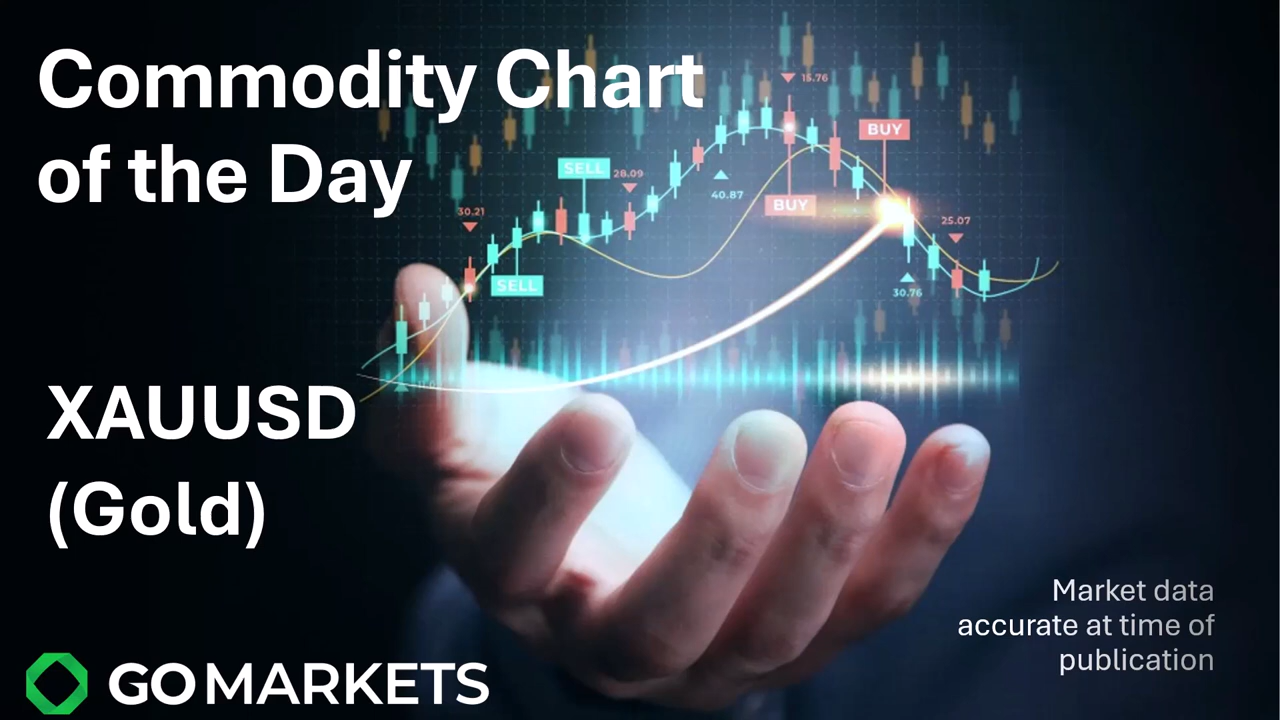 Commodity Chart
of the Day
15.76
BUY
SELL
28.09
40.87
BUY
30.21
25.07
SELL
30.76
XAUUSD
(Gold)
Market data
accurate at time of
publication
GO MARKETS